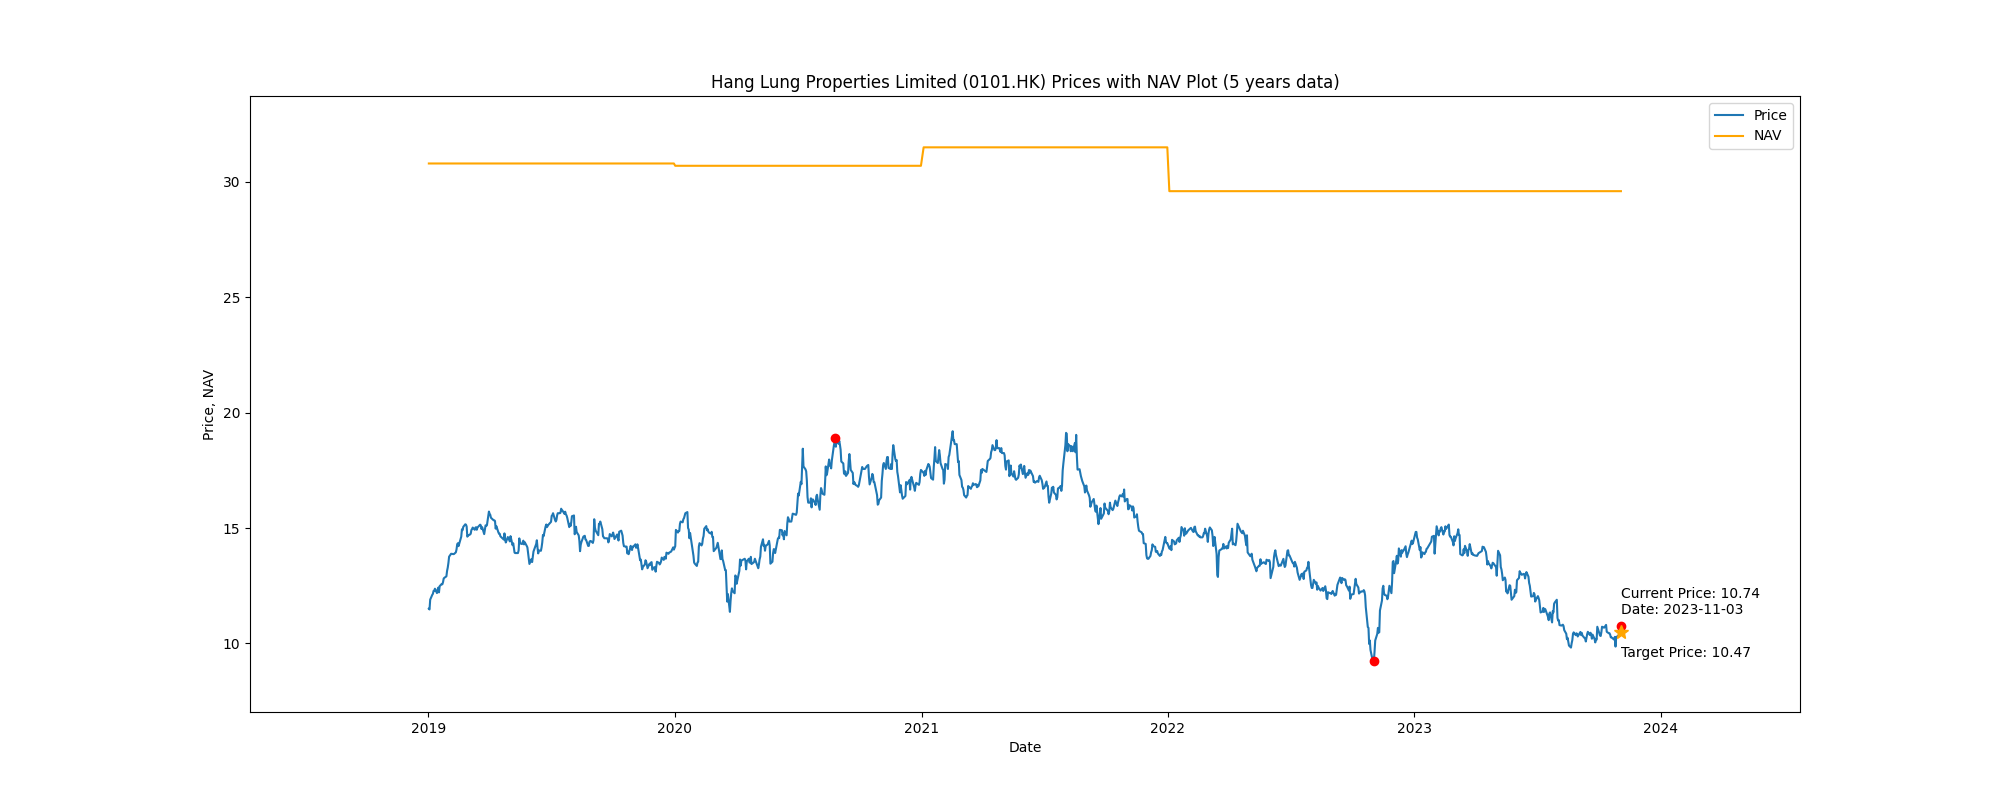 Hang Lung Properties Limited (0101.HK) Prices with NAV Plot (5 years data)
Price
NAV
30
25
20
15
10
Price, NAV
Current Price: 10.74
Date: 2023-11-03
Target Price: 10.47
2019
2020
2021
2022
2023
2024
Date